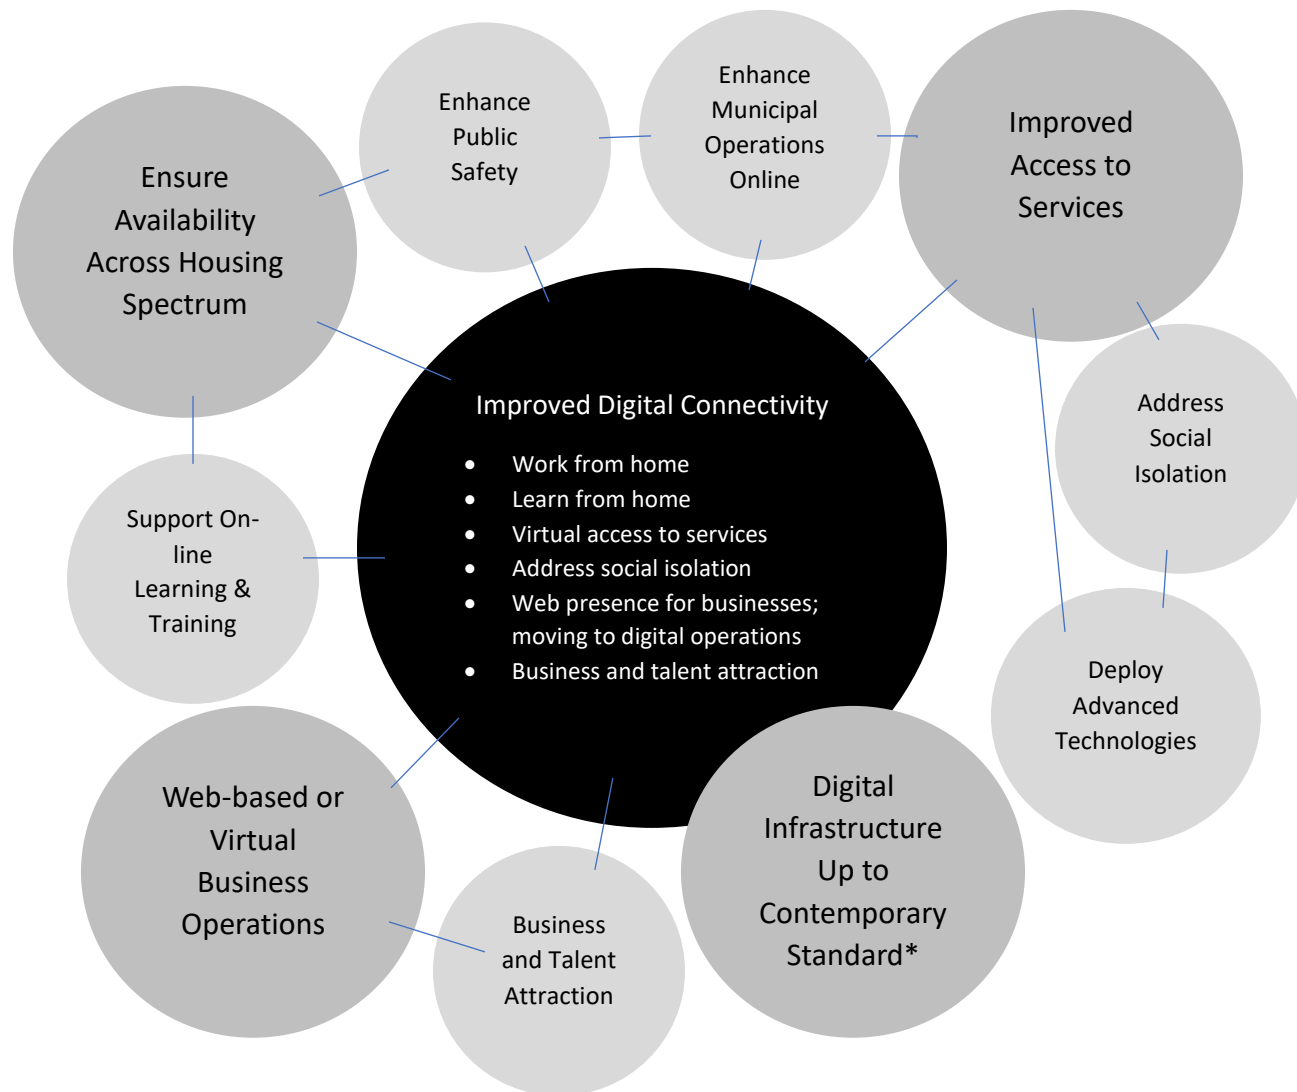 Enhance
Public
Safety
Enhance
Municipal
Operations
Online
Improved
Access to
Services
Ensure
Availability
Across Housing
Spectrum
Improved Digital Connectivity
• Work from home
• Learn from home
• Virtual access to services
• Address social isolation
• Web presence for businesses;
moving to digital operations
• Business and talent attraction
Address
Social
Isolation
Support On-
line
Learning &
Training
Deploy
Advanced
Technologies
Web-based or
Virtual
Business
Operations
Digital
Infrastructure
Up to
Contemporary
Standard*
Business
and Talent
Attraction